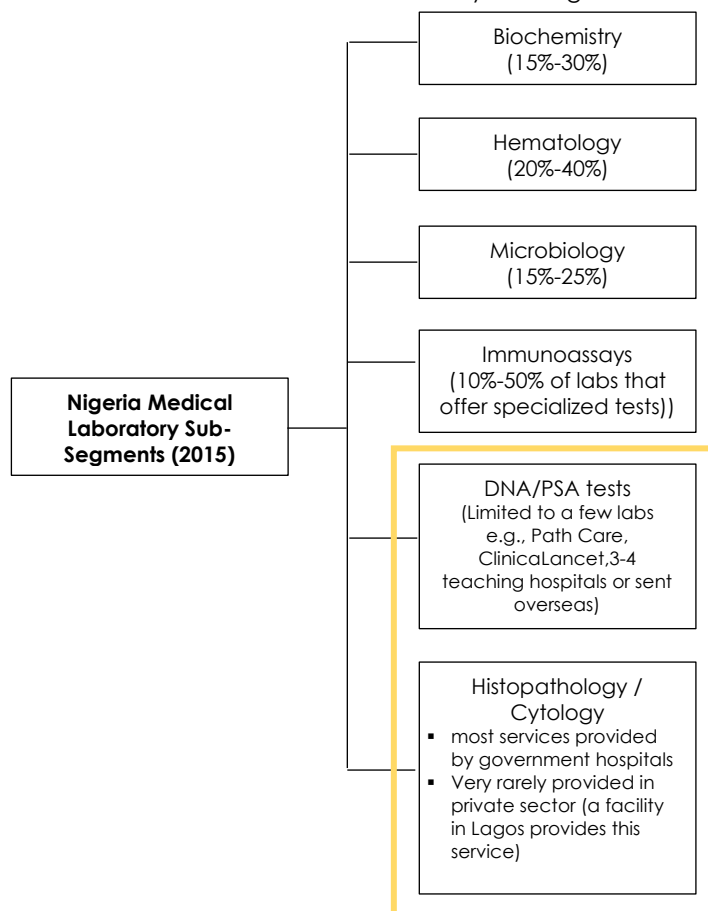 Biochemistry
(15%-30%)
Hematology
(20%-40%)
Microbiology
(15%-25%)
Immunoassays
(10%-50% of labs that
offer specialized tests))
Nigeria Medical
Laboratory Sub-
Segments (2015)
DNA/PSA tests
(Limited to a few labs
e.g., Path Care,
ClinicaLancet,3-4
teaching hospitals or sent
overseas)
Histopathology /
Cytology
▪ most services provided
by government hospitals
▪ Very rarely provided in
private sector (a facility
in Lagos provides this
service)